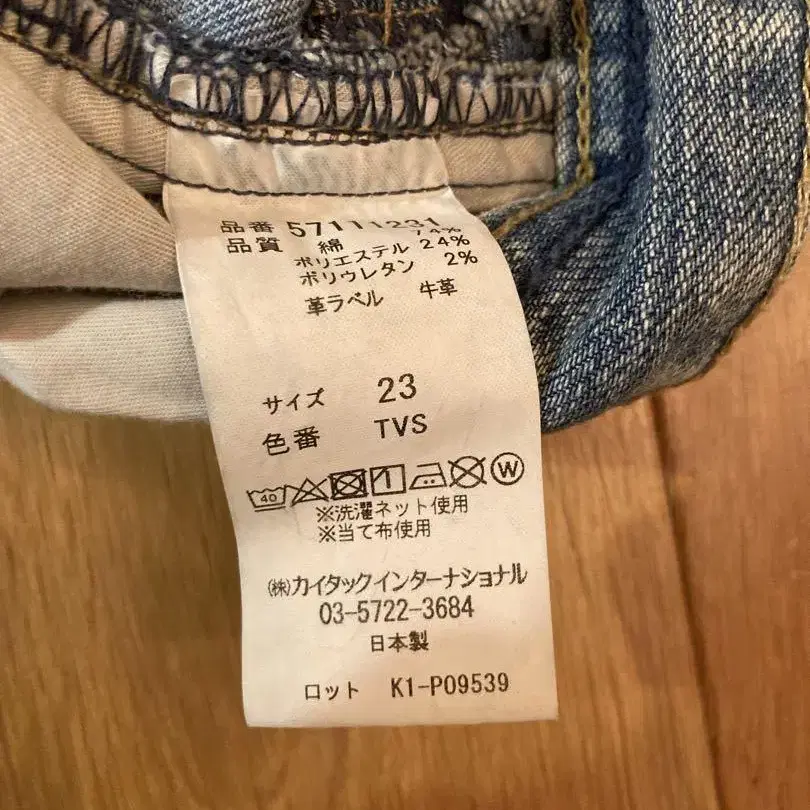 品番 57111231
品質 綿 74%
ポリエステル 24%
ポリウレタン 2%
革ラベル 牛革
サイズ 23
色番 TVS
40 W
※洗濯ネット使用
※当て布使用
㈱カイタックインターナショナル
03-5722-3684
日本製
ロット K1-P09539